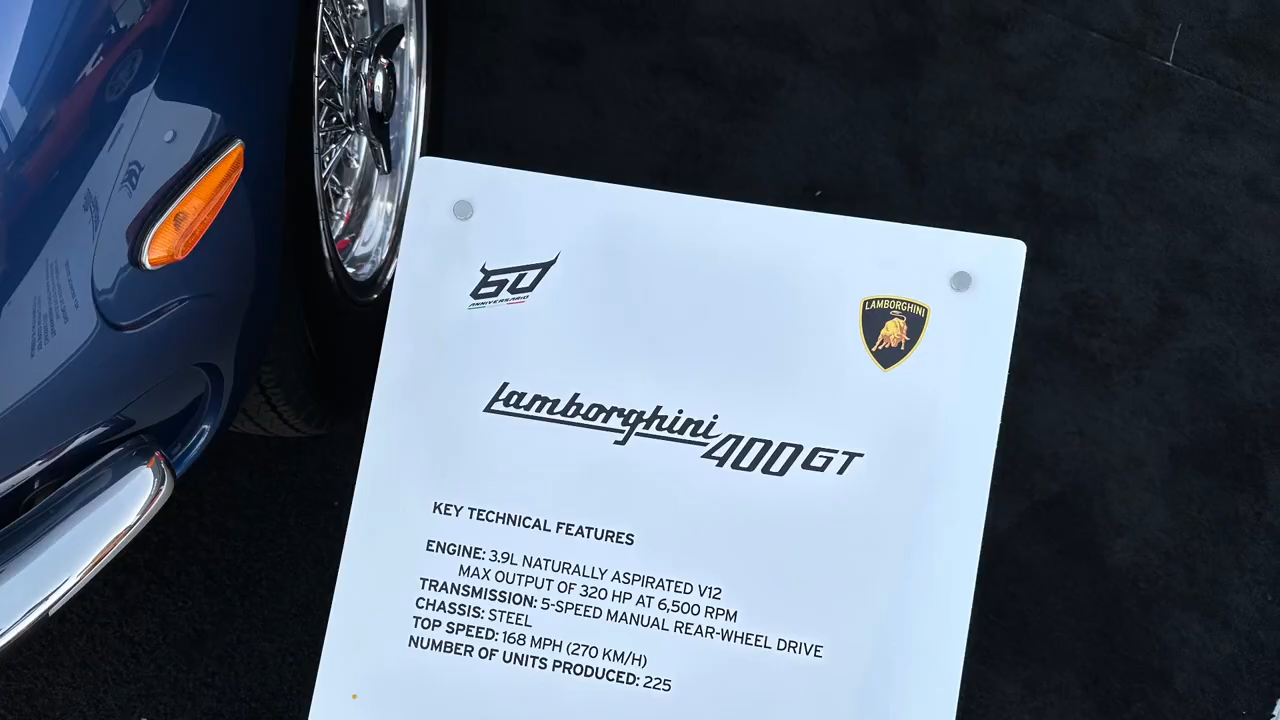 60
ANNIVERSARIO
LAMBORGHINI
Lamborghini 400 GT
KEY TECHNICAL FEATURES
ENGINE: 3.9L NATURALLY ASPIRATED V12
MAX OUTPUT OF 320 HP AT 6,500 RPM
TRANSMISSION: 5-SPEED MANUAL REAR-WHEEL DRIVE
CHASSIS: STEEL
TOP SPEED: 168 MPH (270 KM/H)
NUMBER OF UNITS PRODUCED: 225